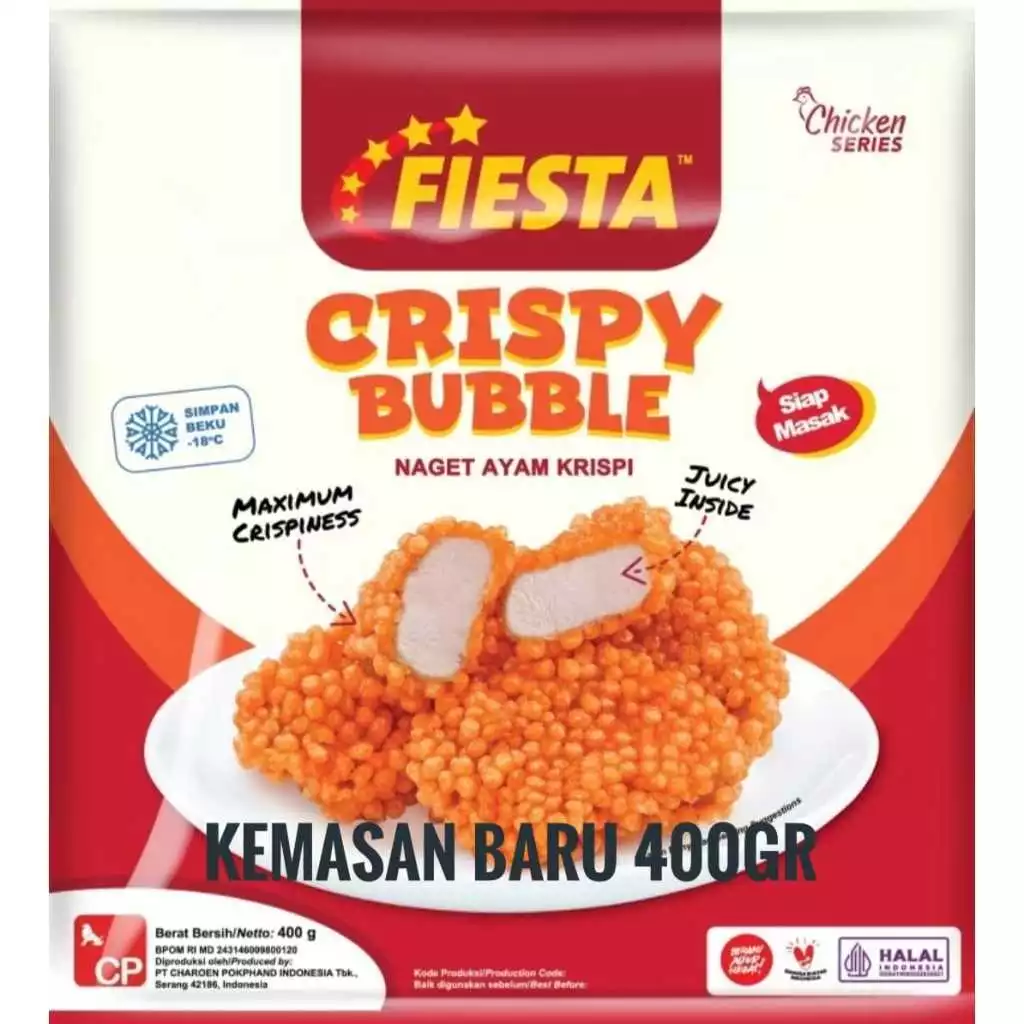 FIESTA™
Chicken
SERIES
CRISPY
BUBBLE
NAGET AYAM KRISPI
SIMPAN
BEKU
-18°C
Siap
Masak
MAXIMUM
CRISPINESS
JUICY
INSIDE
Suggestions
KEMASAN BARU 400GR
CP
Berat Bersih/Netto: 400 g
BPOM RI MD 243146009800120
Diproduksi oleh/Produced by:
PT CHAROEN POKPHAND INDONESIA Tbk.,
Serang 42186, Indonesia
Kode Produksi/Production Code:
Baik digunakan sebelum/Best Before:
HALAL
INDONESIA